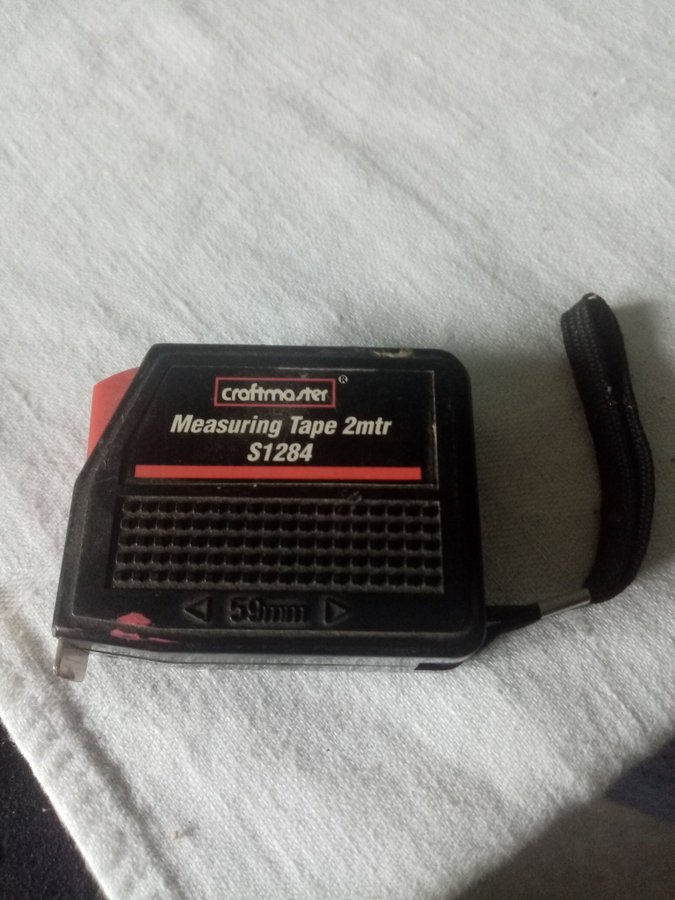 craftmaster ®
Measuring Tape 2mtr
S1284
◁ 59mm ▷